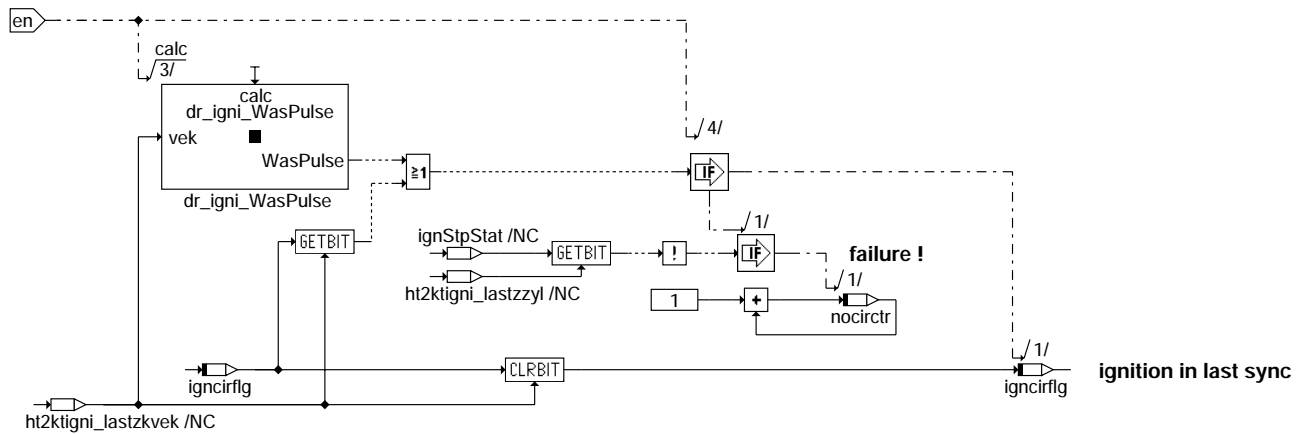 en
calc
3/
calc
dr_igni_WasPulse
vek
WasPulse
dr_igni_WasPulse
≧1
4/
IF
1/
GETBIT
ignStpStat /NC
GETBIT
!
IF
failure !
ht2ktigni_lastzzyl /NC
1/
1
+
nocirctr
igncirflg
CLRBIT
1/
igncirflg
ignition in last sync
ht2ktigni_lastzkvek /NC